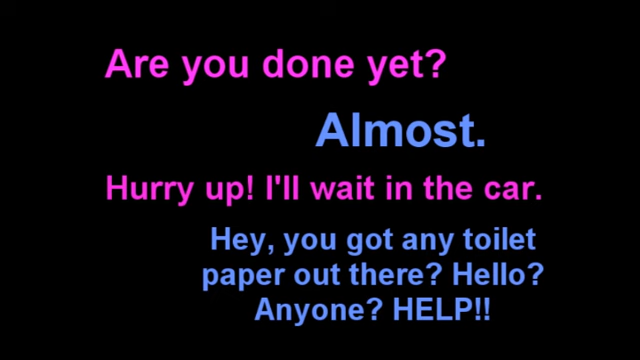 Are you done yet?
Almost.
Hurry up! I'll wait in the car.
Hey, you got any toilet
paper out there? Hello?
Anyone? HELP!!